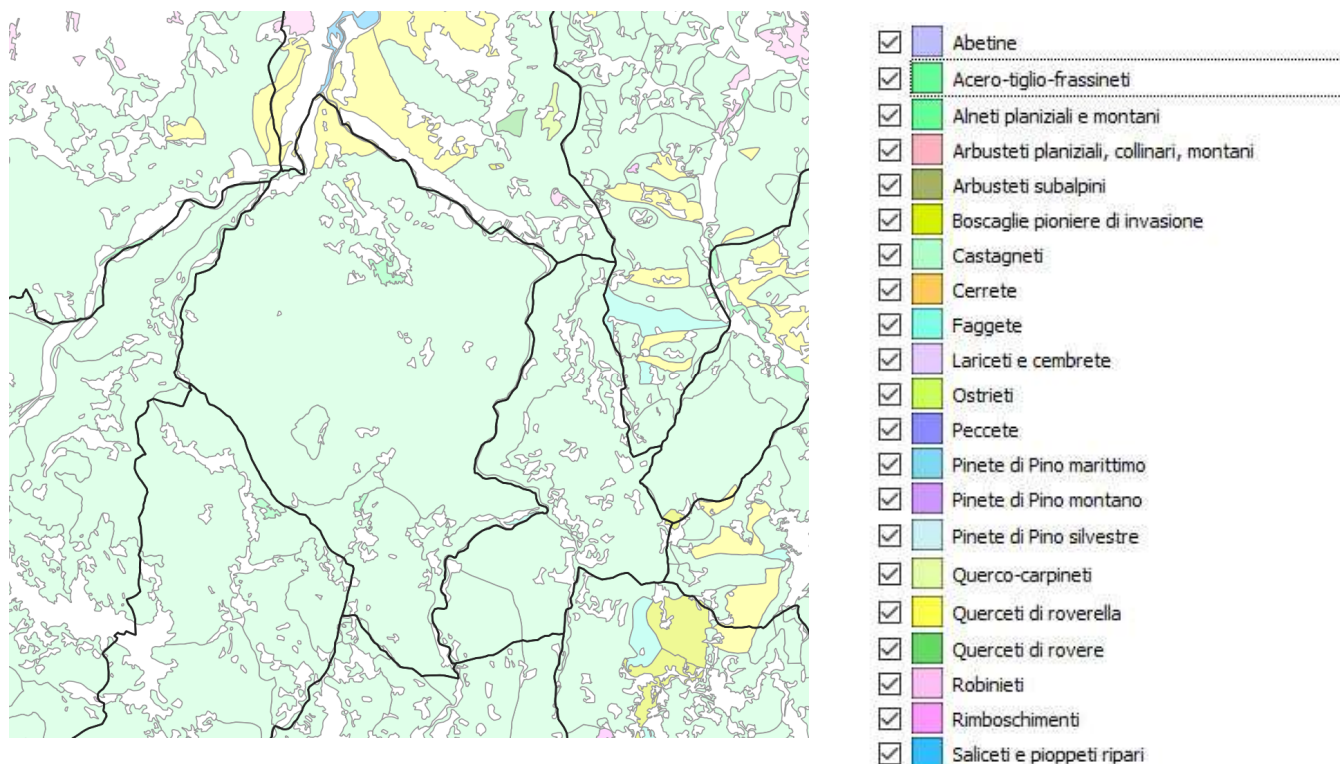 Abetine
Acero-tiglio-frassineti
Alneti planiziali e montani
Arbusteti planiziali, collinari, montani
Arbusteti subalpini
Boscaglie pioniere di invasione
Castagneti
Cerrete
Faggete
Lariceti e cembrete
Ostrieti
Peccete
Pinete di Pino marittimo
Pinete di Pino montano
Pinete di Pino silvestre
Querco-carpineti
Querceti di roverella
Querceti di rovere
Robinieti
Rimboschimenti
Saliceti e pioppeti ripari